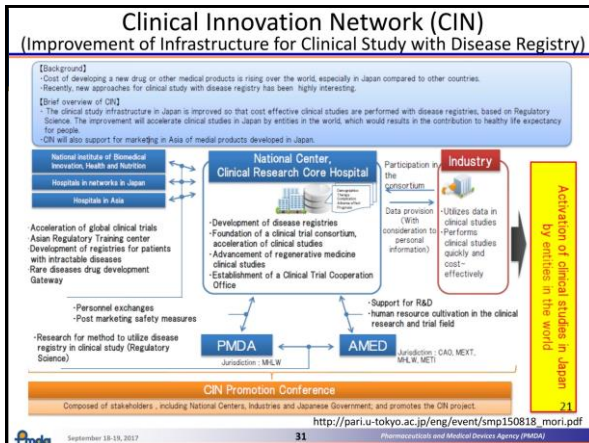 Clinical Innovation Network (CIN)
(Improvement of Infrastructure for Clinical Study with Disease Registry)
【Background】
・Cost of developing a new drug or other medical products is rising over the world, especially in Japan compared to other countries.
・Recently, new approaches for clinical study with disease registry has been highly interesting.
【Brief overview of CIN】
・The clinical study infrastructure in Japan is improved so that cost effective clinical studies are performed with disease registries, based on Regulatory
Science. The improvement will accelerate clinical studies in Japan by entities in the world, which would results in the contribution to healthy life expectancy
for people.
・CIN will also support for marketing in Asia of medial products developed in Japan.
National institute of Biomedical
Innovation, Health and Nutrition
Hospitals in networks in Japan
Hospitals in Asia
Acceleration of global clinical trials
・Asian Regulatory Training center
・Development of registries for patients
with intractable diseases
・Rare diseases drug development
Gateway
National Center,
Clinical Research Core Hospital
・Development of disease registries
・Foundation of a clinical trial consortium,
acceleration of clinical studies
・Advancement of regenerative medicine
clinical studies
・Establishment of a Clinical Trial Cooperation
Office
Participation in
the
consortium
Data provision
(With
consideration to
personal
information)
Industry
・Utilizes data in
clinical studies
・Performs
clinical studies
quickly and
cost-
effectively
Activation of clinical studies in Japan
by entities in the world
・Personnel exchanges
・Post marketing safety measures
・Research for method to utilize disease
registry in clinical study (Regulatory
Science)
・Support for R&D
・human resource cultivation in the clinical
research and trial field
PMDA
Jurisdiction : MHLW
AMED
Jurisdiction : CAO, MEXT,
MHLW, METI
CIN Promotion Conference
Composed of stakeholders , including National Centers, Industries and Japanese Government; and promotes the CIN project.
21
http://pari.u-tokyo.ac.jp/eng/event/smp150818_mori.pdf
Pmda
September 18-19, 2017
31
Pharmaceuticals and Medical Devices Agency (PMDA)